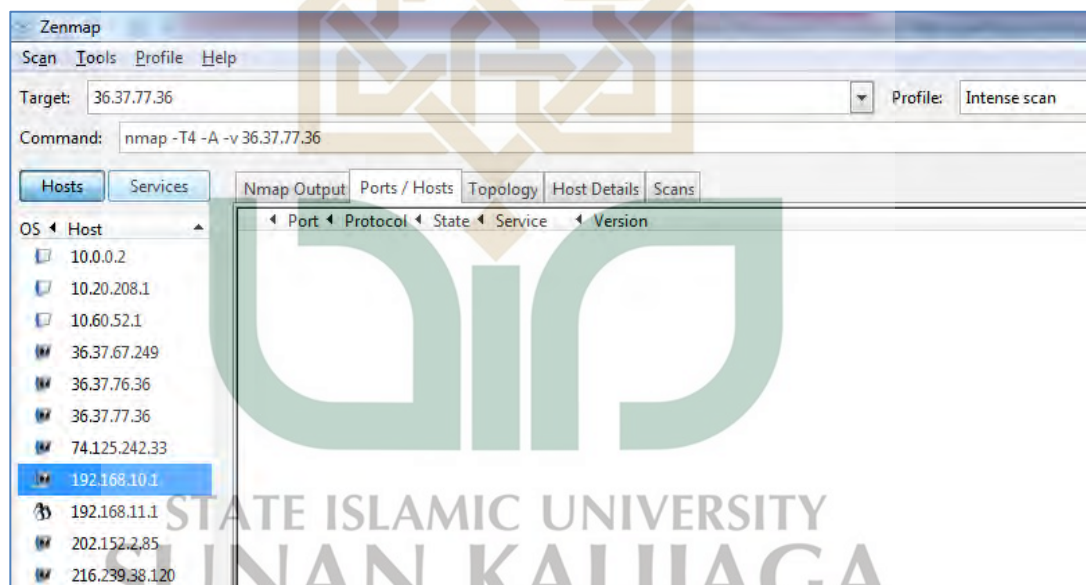 Zenmap
Scan Tools Profile Help
Target: 36.37.77.36 Profile: Intense scan
Command: nmap -T4 -A -v 36.37.77.36
Hosts Services Nmap Output Ports / Hosts Topology Host Details Scans
OS Host Port Protocol State Service Version
10.0.0.2
10.20.208.1
10.60.52.1
36.37.67.249
36.37.76.36
36.37.77.36
74.125.242.33
192.168.10.1
192.168.11.1
202.152.2.85
216.239.38.120
STATE ISLAMIC UNIVERSITY
SUNAN KALIJAGA